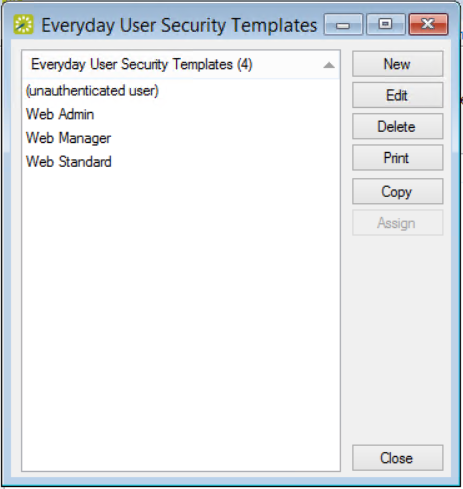 Everyday User Security Templates
Everyday User Security Templates (4)
(unauthenticated user)
Web Admin
Web Manager
Web Standard
New
Edit
Delete
Print
Copy
Assign
Close